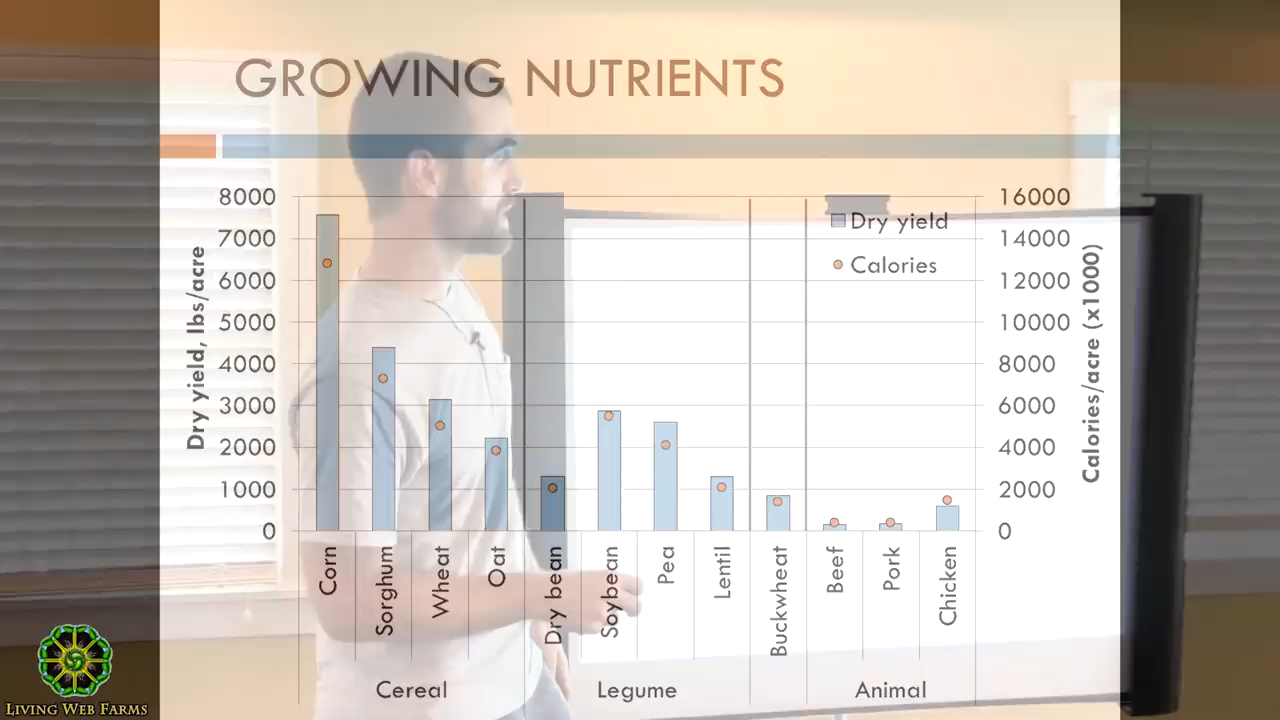 GROWING NUTRIENTS
8000
7000
6000
5000
4000
3000
2000
1000
0
Dry yield, lbs/acre
16000
14000
12000
10000
8000
6000
4000
2000
0
Calories/acre (x1000)
Dry yield
Calories
Corn
Sorghum
Wheat
Oat
Dry bean
Soybean
Pea
Lentil
Buckwheat
Beef
Pork
Chicken
Cereal
Legume
Animal
LIVING WEB FARMS